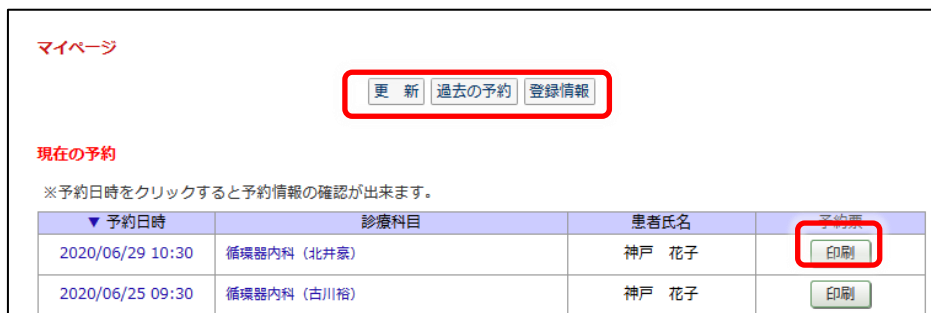 マイページ
更　新 過去の予約 登録情報
現在の予約
※予約日時をクリックすると予約情報の確認が出来ます。
▼ 予約日時 診療科目 患者氏名 予約票
2020/06/29 10:30 循環器内科（北井豪） 神戸　花子 印刷
2020/06/25 09:30 循環器内科（古川裕） 神戸　花子 印刷